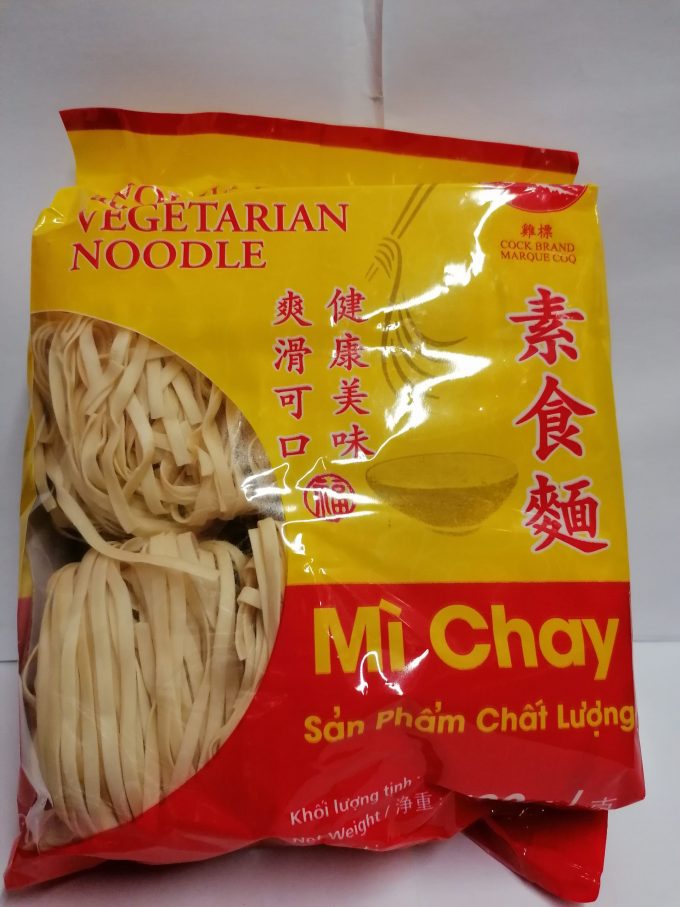 VEGETARIAN
NOODLE
雞標
COCK BRAND
MARQUE COQ
健康美味
爽滑可口
福
素食麵
Mì Chay
Sản Phẩm Chất Lượng
Khối lượng tịnh :
Net Weight / 淨重 :